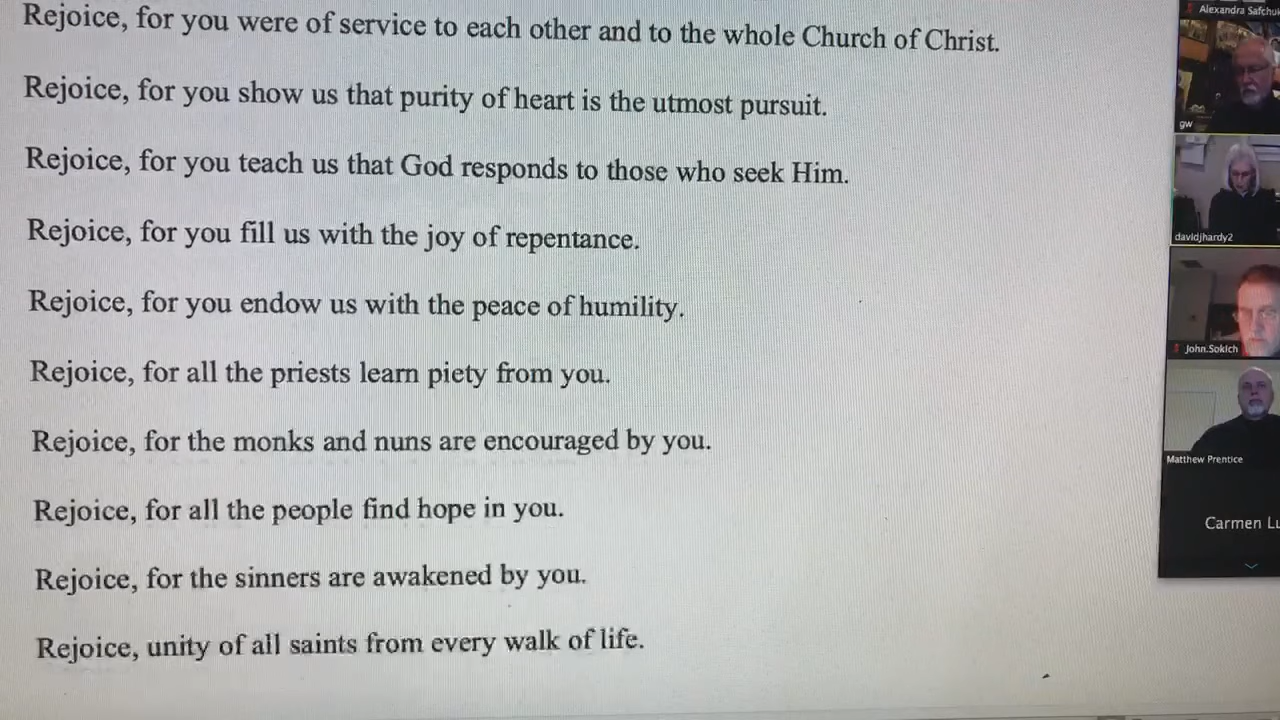 Rejoice, for you were of service to each other and to the whole Church of Christ.
Rejoice, for you show us that purity of heart is the utmost pursuit.
Rejoice, for you teach us that God responds to those who seek Him.
Rejoice, for you fill us with the joy of repentance.
Rejoice, for you endow us with the peace of humility.
Rejoice, for all the priests learn piety from you.
Rejoice, for the monks and nuns are encouraged by you.
Rejoice, for all the people find hope in you.
Rejoice, for the sinners are awakened by you.
Rejoice, unity of all saints from every walk of life.
Alexandra
gw
davidjhardy2
John.Sokich
Matthew Prentice
Carmen